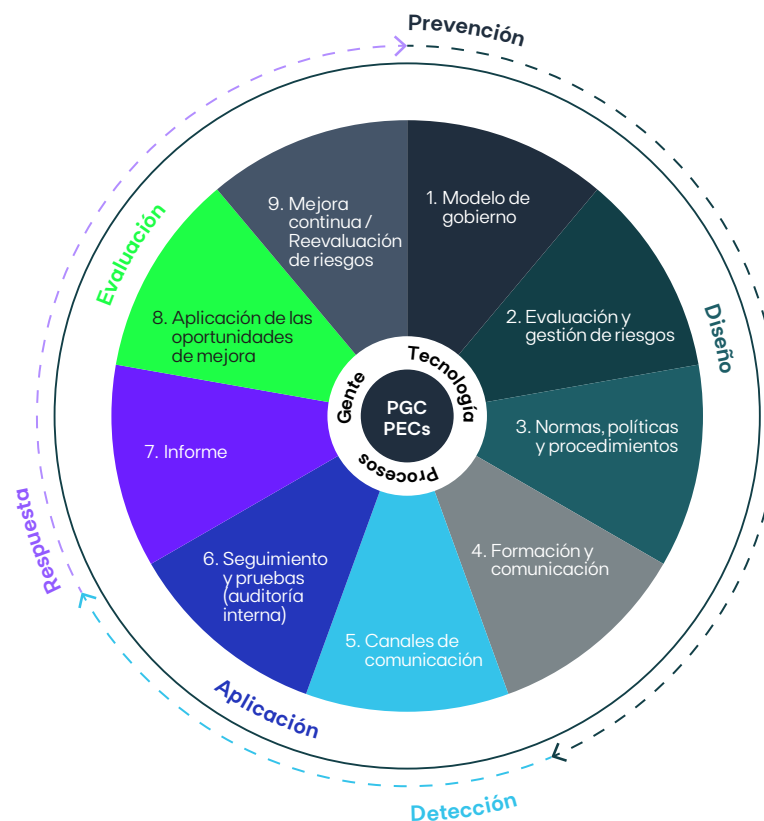 Prevención
Diseño
Detección
Aplicación
Respuesta
Evaluación
1. Modelo de
gobierno
2. Evaluación y
gestión de riesgos
3. Normas, políticas
y procedimientos
4. Formación y
comunicación
5. Canales de
comunicación
6. Seguimiento
y pruebas
(auditoría
interna)
7. Informe
8. Aplicación de las
oportunidades
de mejora
9. Mejora
continua /
Reevaluación
de riesgos
Tecnología
Procesos
Gente
PGC
PECs